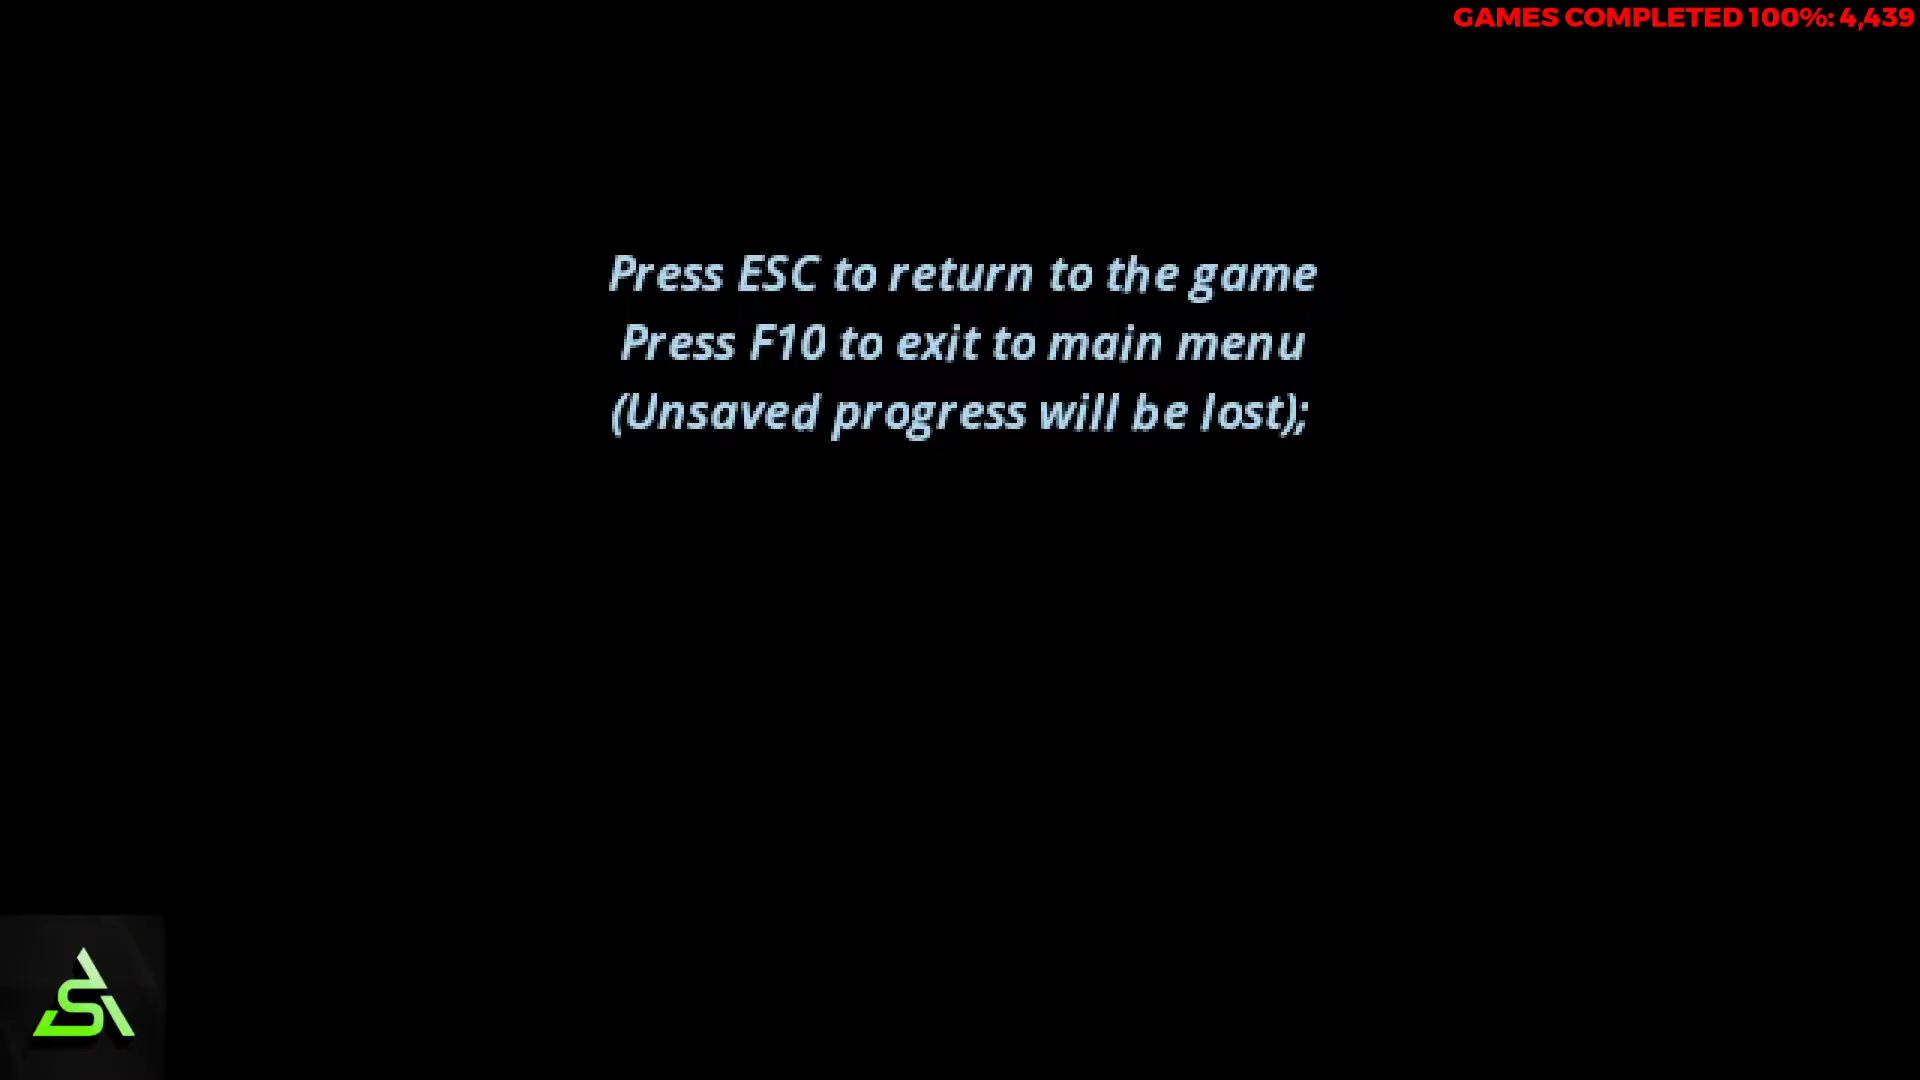 GAMES COMPLETED 100%: 4,439
Press ESC to return to the game
Press F10 to exit to main menu
(Unsaved progress will be lost);